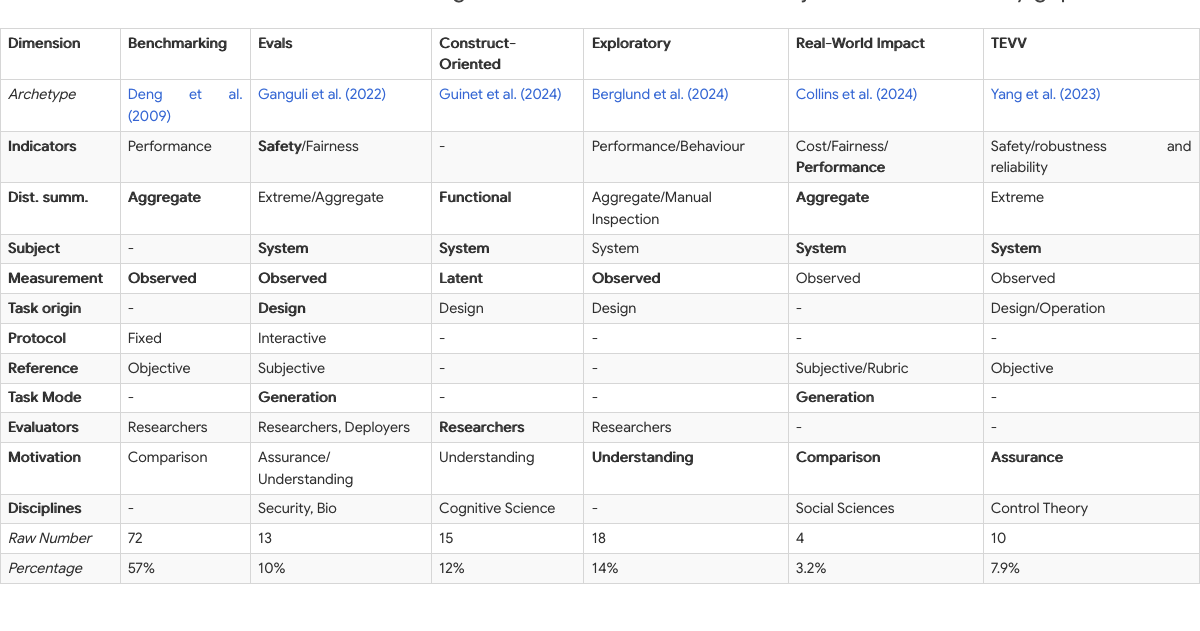 Dimension Benchmarking Evals Construct- Exploratory Real-World Impact TEVV
Oriented
Archetype Deng et al. Ganguli et al. (2022) Guinet et al. (2024) Berglund et al. (2024) Collins et al. (2024) Yang et al. (2023)
(2009)
Indicators Performance Safety/Fairness - Performance/Behaviour Cost/Fairness/ Safety/robustness and
Performance reliability
Dist. summ. Aggregate Extreme/Aggregate Functional Aggregate/Manual Aggregate Extreme
Inspection
Subject - System System System System System
Measurement Observed Observed Latent Observed Observed Observed
Task origin - Design Design Design - Design/Operation
Protocol Fixed Interactive - - - -
Reference Objective Subjective - - Subjective/Rubric Objective
Task Mode - Generation - - Generation -
Evaluators Researchers Researchers, Deployers Researchers Researchers - -
Motivation Comparison Assurance/ Understanding Understanding Comparison Assurance
Understanding
Disciplines - Security, Bio Cognitive Science - Social Sciences Control Theory
Raw Number 72 13 15 18 4 10
Percentage 57% 10% 12% 14% 3.2% 7.9%